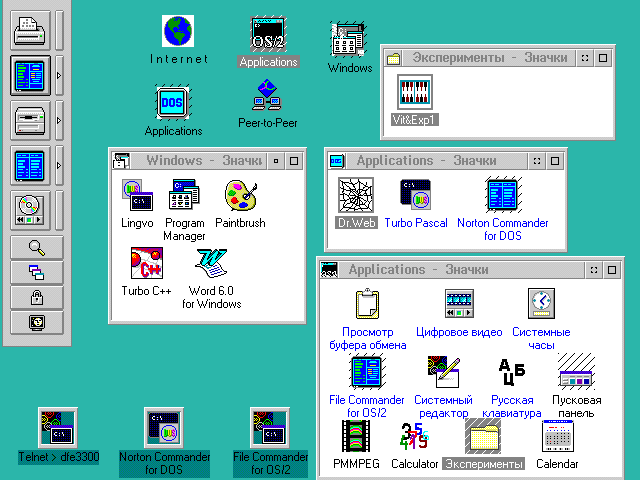 Internet
OS/2
Applications
Windows
DOS
Applications
Peer-to-Peer
Эксперименты - Значки
Vit&Exp1
Windows - Значки
Lingvo
Program
Manager
Paintbrush
C++
Turbo C++
W
Word 6.0
for Windows
DOS
Applications - Значки
Dr.Web
Turbo Pascal
Norton Commander
for DOS
Applications - Значки
Просмотр
буфера обмена
Цифровое видео
Системные
часы
File Commander
for OS/2
Системный
редактор
АБ
Ц
Русская
клавиатура
Пусковая
панель
PMMPEG
Calculator
Эксперименты
Calendar
Telnet > dfe3300
Norton Commander
for DOS
File Commander
for OS/2